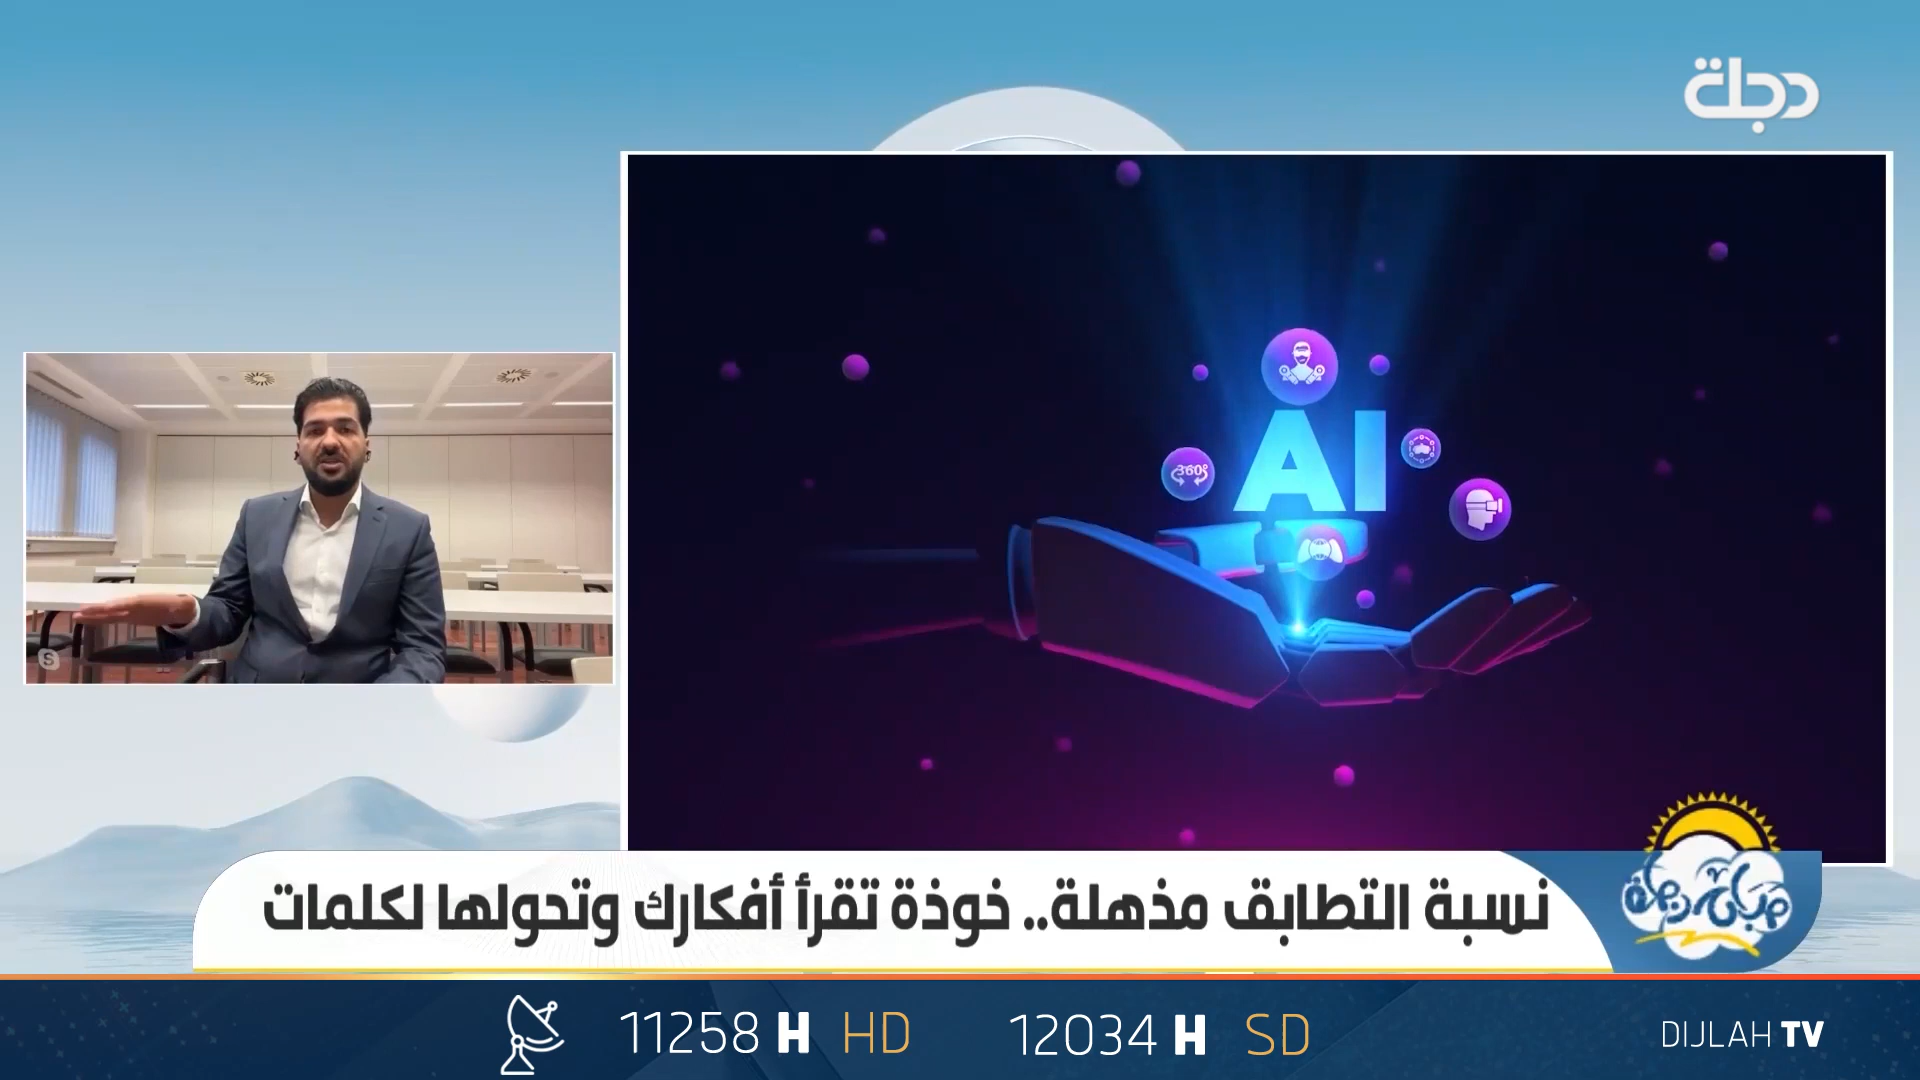 دجلة
AI
360°
S
نسبة التطابق مذهلة.. خوذة تقرأ أفكارك وتحولها لكلمات
صباح دجلة
11258 H HD 12034 H SD
DIJLAH TV